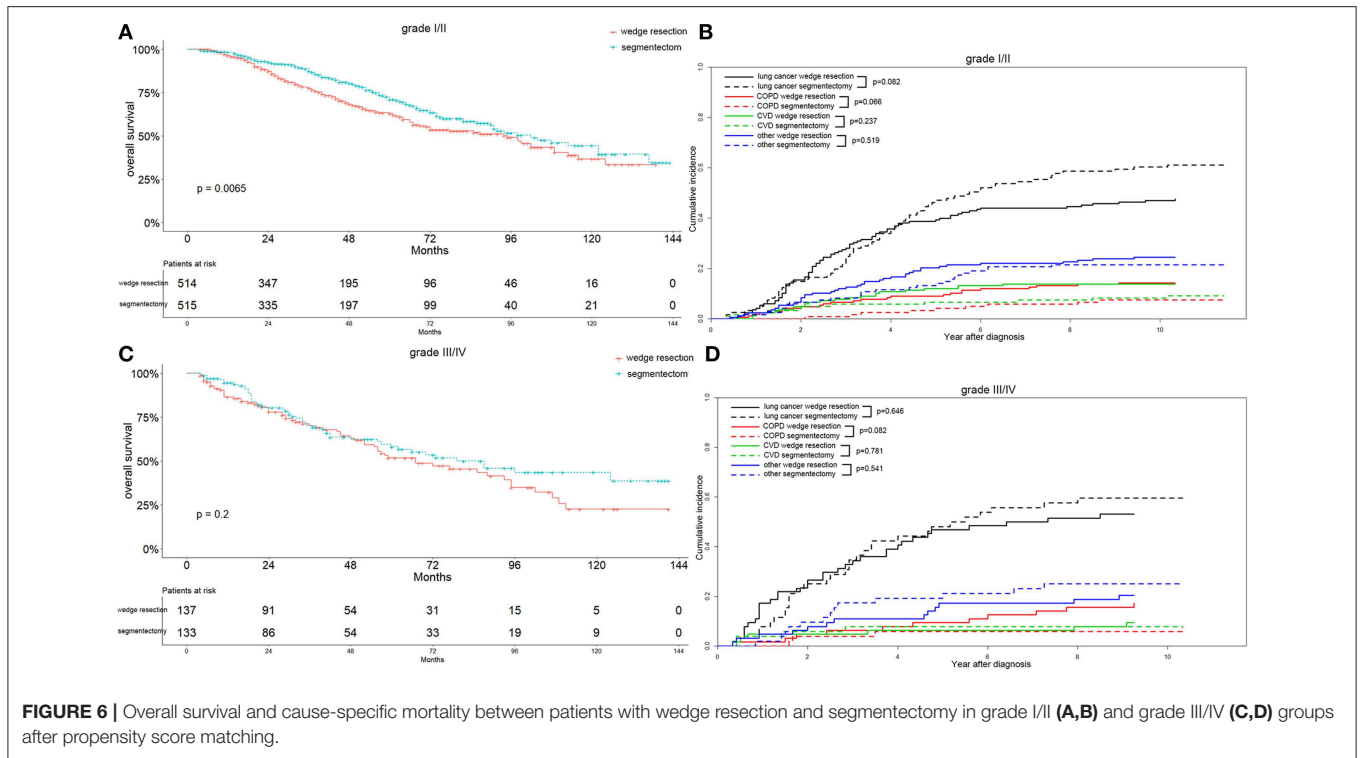 A
grade I/II
wedge resection
segmentectom
100%
75%
50%
25%
0%
overall survival
p = 0.0065
0 24 48 72 96 120 144
Months
Patients at risk
wedge resection 514 347 195 96 46 16 0
segmentectomy 515 335 197 99 40 21 0
0 24 48 72 96 120 144
Months
B
grade I/II
lung cancer wedge resection
lung cancer segmentectomy
p=0.082
COPD wedge resection
COPD segmentectomy
p=0.066
CVD wedge resection
CVD segmentectomy
p=0.237
other wedge resection
other segmentectomy
p=0.519
1.0
0.8
0.6
0.4
0.2
0.0
Cumulative incidence
0 2 4 6 8 10
Year after diagnosis
C
grade III/IV
wedge resection
segmentectom
100%
75%
50%
25%
0%
overall survival
p = 0.2
0 24 48 72 96 120 144
Months
Patients at risk
wedge resection 137 91 54 31 15 5 0
segmentectomy 133 86 54 33 19 9 0
0 24 48 72 96 120 144
Months
D
grade III/IV
lung cancer wedge resection
lung cancer segmentectomy
p=0.646
COPD wedge resection
COPD segmentectomy
p=0.082
CVD wedge resection
CVD segmentectomy
p=0.781
other wedge resection
other segmentectomy
p=0.541
1.0
0.8
0.6
0.4
0.2
0.0
Cumulative incidence
0 2 4 6 8 10
Year after diagnosis
FIGURE 6 | Overall survival and cause-specific mortality between patients with wedge resection and segmentectomy in grade I/II (A,B) and grade III/IV (C,D) groups
after propensity score matching.